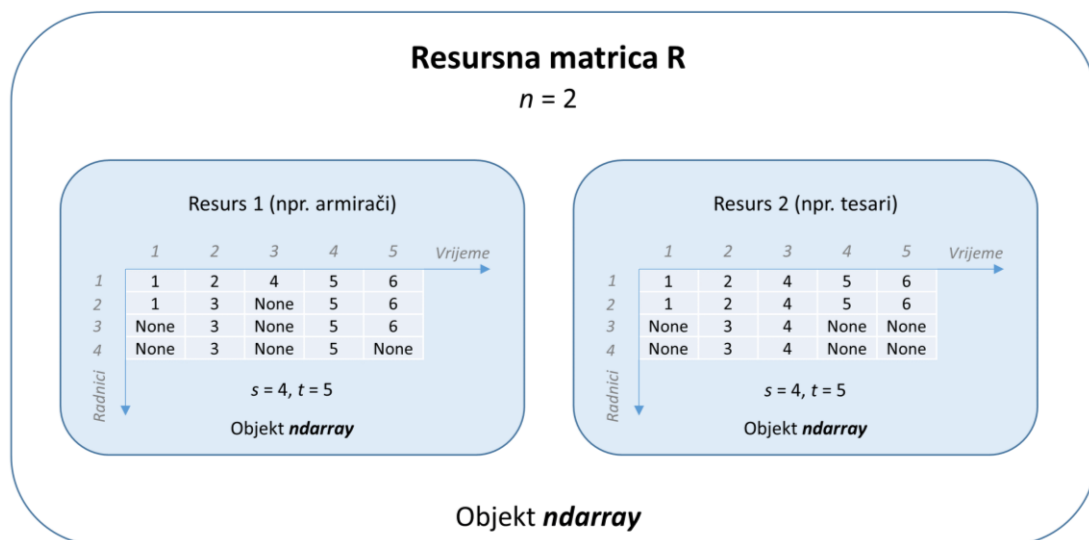 Resursna matrica R
n = 2
Resurs 1 (npr. armirači)
1 2 3 4 5 Vrijeme
1 1 2 4 5 6
2 1 3 None 5 6
3 None 3 None 5 6
4 None 3 None 5 None
Radnici
s = 4, t = 5
Objekt ndarray
Resurs 2 (npr. tesari)
1 2 3 4 5 Vrijeme
1 1 2 4 5 6
2 1 2 4 5 6
3 None 3 4 None None
4 None 3 4 None None
Radnici
s = 4, t = 5
Objekt ndarray
Objekt ndarray